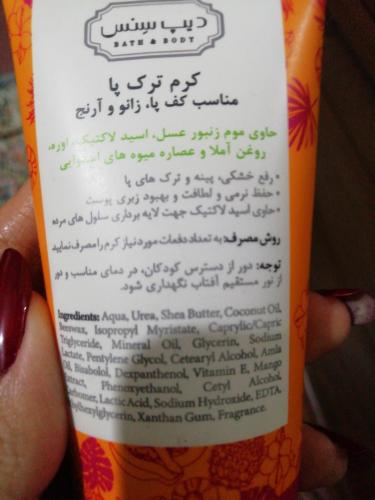 دیپ سنس
BATH & BODY
کرم ترک پا
مناسب کف پا، زانو و آرنج
حاوی موم زنبور عسل، اسید لاکتیک، اوره،
روغن آملا و عصاره میوه های استوایی
• رفع خشکی، پینه و ترک های پا
• حفظ نرمی و لطافت و بهبود زبری پوست
• حاوی اسید لاکتیک جهت لایه برداری سلول های مرده
روش مصرف: به تعداد دفعات مورد نیاز کرم را مصرف نمایید
توجه: دور از دسترس کودکان، در دمای مناسب و دور
از نور مستقیم آفتاب نگهداری شود.
Ingredients: Aqua, Urea, Shea Butter, Coconut Oil,
Beeswax, Isopropyl Myristate, Caprylic/Capric
Triglyceride, Mineral Oil, Glycerin, Sodium
Lactate, Pentylene Glycol, Cetearyl Alcohol, Amla
Oil, Bisabolol, Dexpanthenol, Vitamin E, Mango
Extract, Phenoxyethanol, Cetyl Alcohol,
Carbomer, Lactic Acid, Sodium Hydroxide, EDTA,
Ethylhexylglycerin, Xanthan Gum, Fragrance.